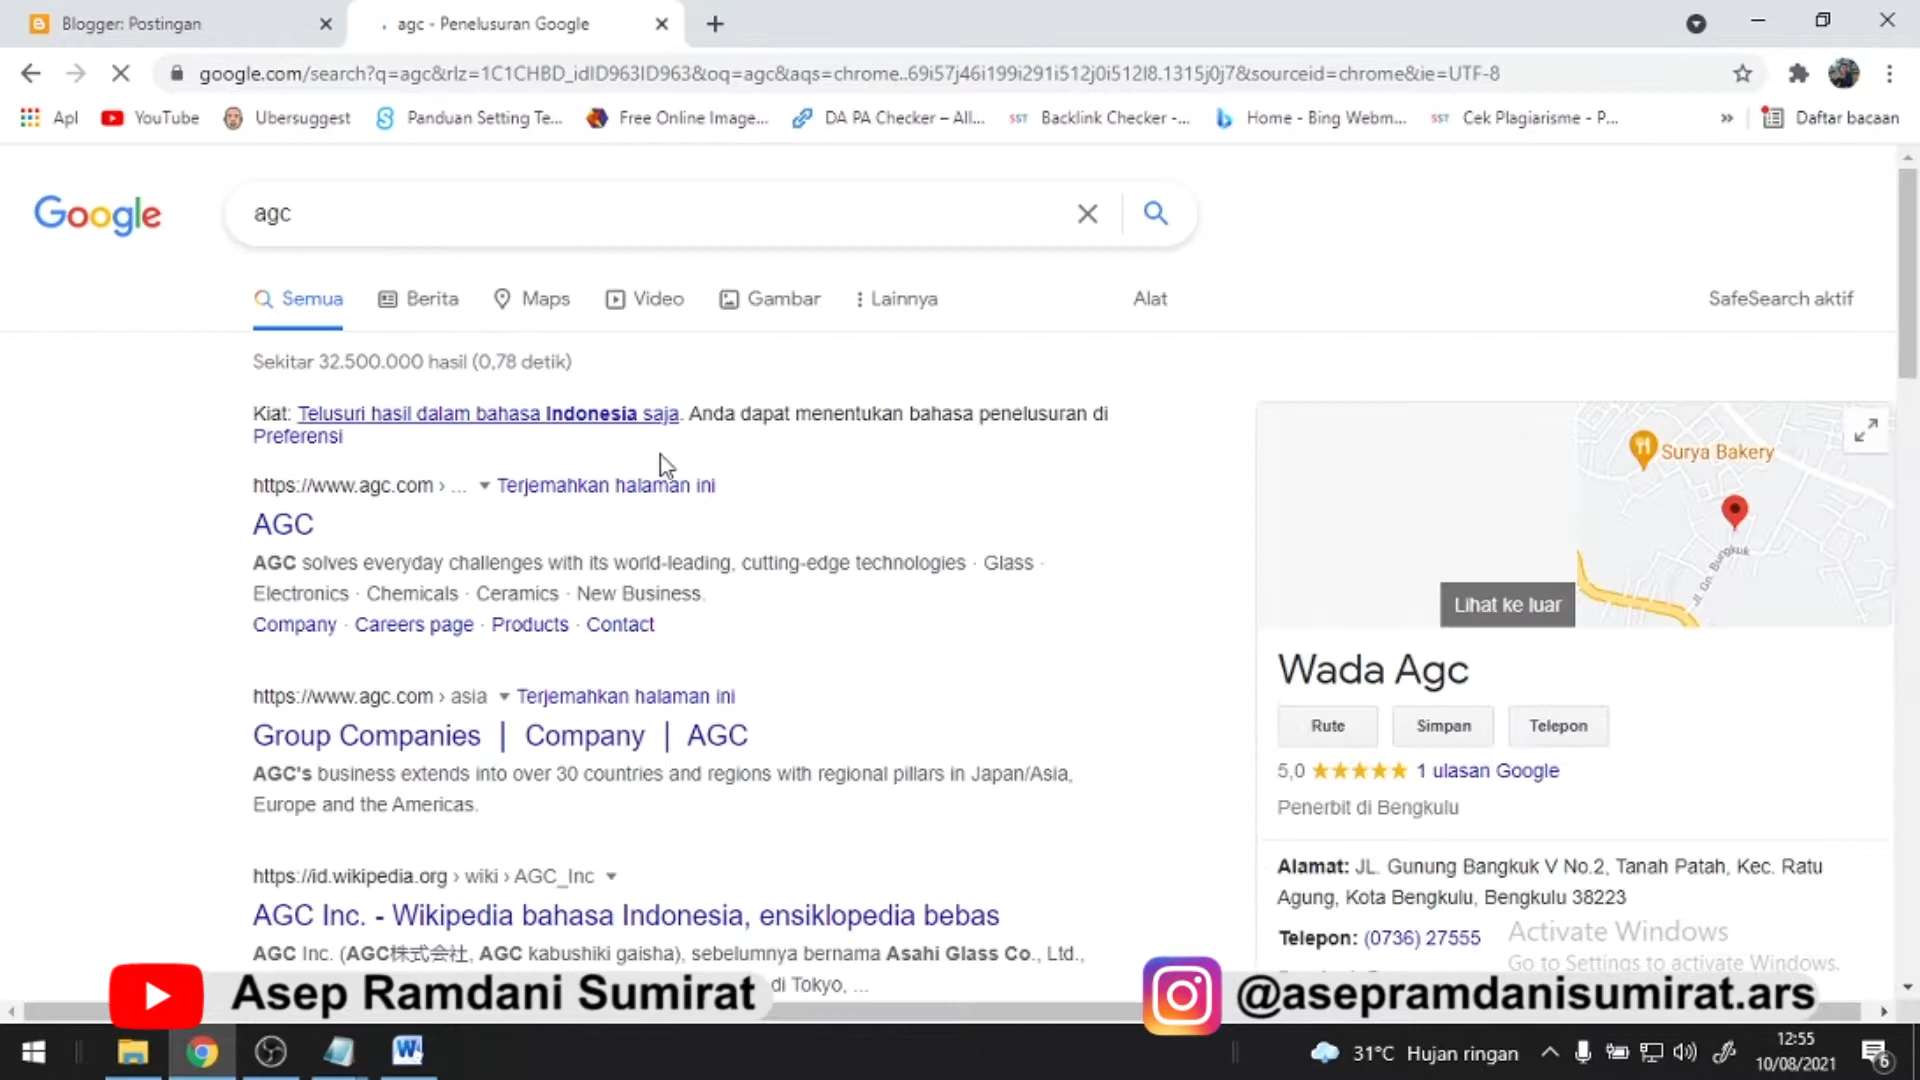 Blogger: Postingan
agc - Penelusuran Google
google.com/search?q=agc&rlz=1C1CHBD_idID963ID963&oq=agc&aqs=chrome..69i57j46i199i291i512j0i512l8.1315j0j7&sourceid=chrome&ie=UTF-8
Apl YouTube Ubersuggest Panduan Setting Te... Free Online Image... DA PA Checker – All... SST Backlink Checker -... Home - Bing Webm... SST Cek Plagiarisme - P... » Daftar bacaan
Google
agc
Semua Berita Maps Video Gambar Lainnya Alat SafeSearch aktif
Sekitar 32.500.000 hasil (0,78 detik)
Kiat: Telusuri hasil dalam bahasa Indonesia saja. Anda dapat menentukan bahasa penelusuran di
Preferensi
https://www.agc.com › ... Terjemahkan halaman ini
AGC
AGC solves everyday challenges with its world-leading, cutting-edge technologies · Glass ·
Electronics · Chemicals · Ceramics · New Business.
Company · Careers page · Products · Contact
https://www.agc.com › asia Terjemahkan halaman ini
Group Companies | Company | AGC
AGC's business extends into over 30 countries and regions with regional pillars in Japan/Asia,
Europe and the Americas.
https://id.wikipedia.org › wiki › AGC_Inc
AGC Inc. - Wikipedia bahasa Indonesia, ensiklopedia bebas
AGC Inc. (AGC株式会社, AGC kabushiki gaisha), sebelumnya bernama Asahi Glass Co., Ltd.,
di Tokyo, ...
Surya Bakery
Jl. Gn. Bungkuk
Lihat ke luar
Wada Agc
Rute Simpan Telepon
5,0 1 ulasan Google
Penerbit di Bengkulu
Alamat: JL. Gunung Bangkuk V No.2, Tanah Patah, Kec. Ratu
Agung, Kota Bengkulu, Bengkulu 38223
Telepon: (0736) 27555
Activate Windows
Go to Settings to activate Windows.
Asep Ramdani Sumirat
@asepramdanisumirat.ars
31°C Hujan ringan
12:55
10/08/2021
6